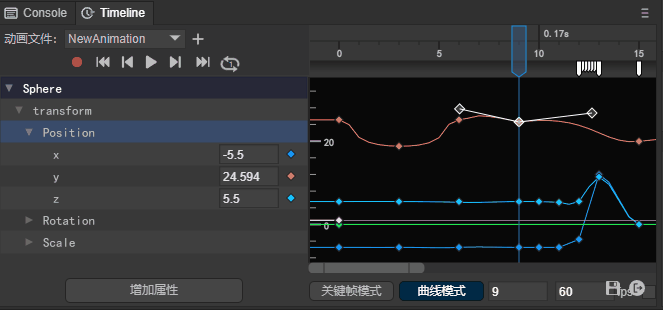 Console Timeline
动画文件: NewAnimation
0.17s
0 5 10 15
Sphere
transform
Position
x -5.5
y 24.594
z 5.5
Rotation
Scale
20
0
增加属性
关键帧模式 曲线模式 9 60 fps